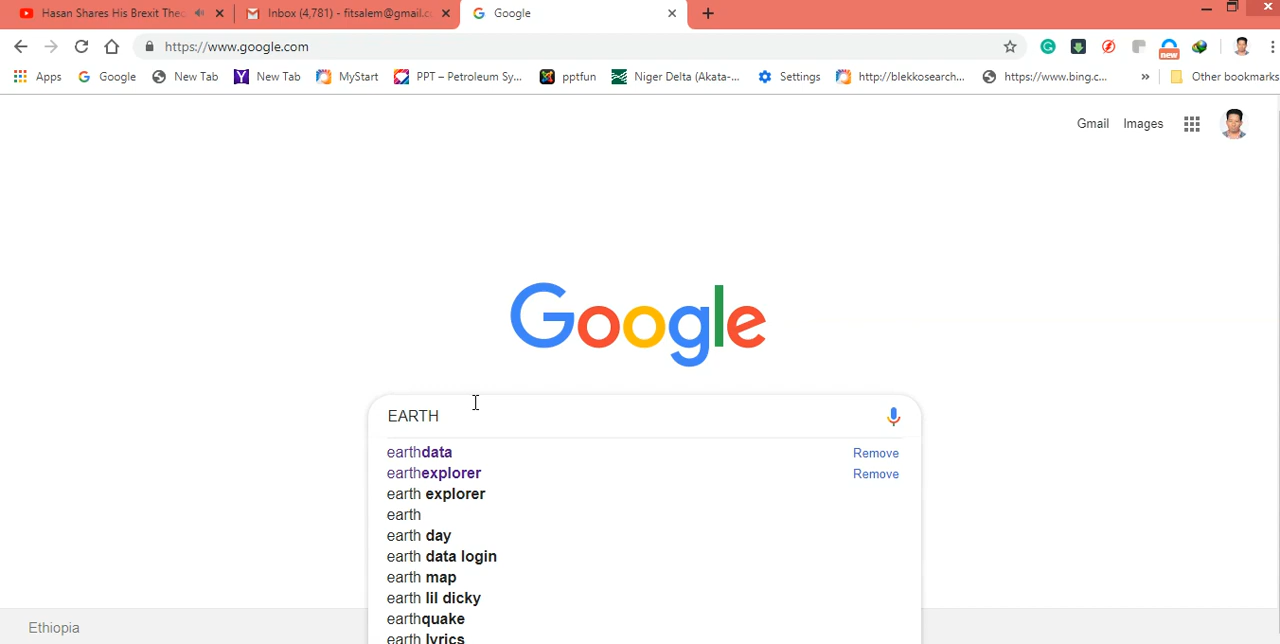 Hasan Shares His Brexit Theo
Inbox (4,781) - fitsalem@gmail.c
Google
https://www.google.com
new
Apps
Google
New Tab
New Tab
MyStart
PPT – Petroleum Sy...
pptfun
Niger Delta (Akata-...
Settings
http://blekkosearch...
https://www.bing.c...
»
Other bookmarks
Gmail Images
Google
EARTH
earthdata Remove
earthexplorer Remove
earth explorer
earth
earth day
earth data login
earth map
earth lil dicky
earthquake
earth lyrics
Ethiopia